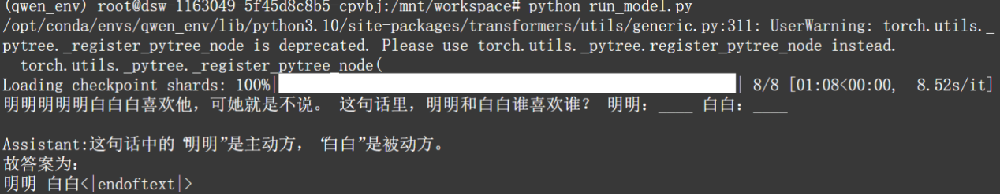 (qwen_env) root@dsw-1163049-5f45d8c8b5-cpvbj:/mnt/workspace# python run_model.py
/opt/conda/envs/qwen_env/lib/python3.10/site-packages/transformers/utils/generic.py:311: UserWarning: torch.utils._
pytree._register_pytree_node is deprecated. Please use torch.utils._pytree.register_pytree_node instead.
  torch.utils._pytree._register_pytree_node(
Loading checkpoint shards: 100%| | 8/8 [01:08<00:00,  8.52s/it]
明明明明明白白白喜欢他，可她就是不说。 这句话里，明明和白白谁喜欢谁？ 明明：____ 白白：____

Assistant:这句话中的“明明”是主动方，“白白”是被动方。
故答案为：
明明 白白<|endoftext|>